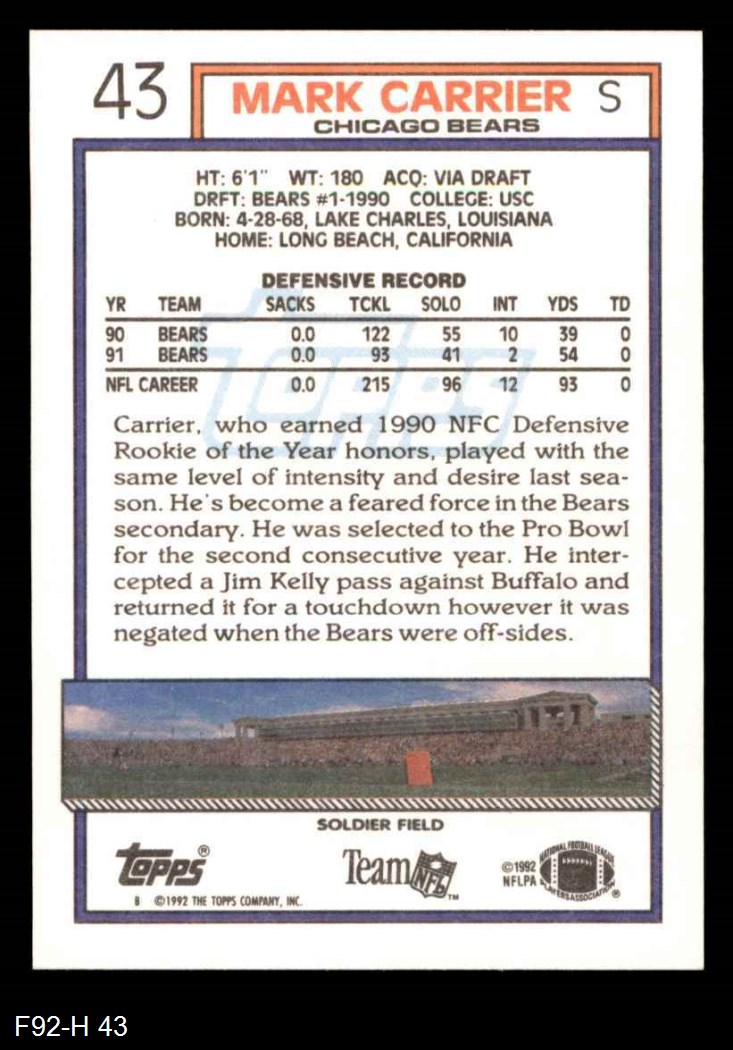 43
MARK CARRIER S
CHICAGO BEARS
HT: 6'1" WT: 180 ACQ: VIA DRAFT
DRFT: BEARS #1-1990 COLLEGE: USC
BORN: 4-28-68, LAKE CHARLES, LOUISIANA
HOME: LONG BEACH, CALIFORNIA
DEFENSIVE RECORD
YR TEAM SACKS TCKL SOLO INT YDS TD
90 BEARS 0.0 122 55 10 39 0
91 BEARS 0.0 93 41 2 54 0
NFL CAREER 0.0 215 96 12 93 0
Topps
Carrier, who earned 1990 NFC Defensive
Rookie of the Year honors, played with the
same level of intensity and desire last sea-
son. He's become a feared force in the Bears
secondary. He was selected to the Pro Bowl
for the second consecutive year. He inter-
cepted a Jim Kelly pass against Buffalo and
returned it for a touchdown however it was
negated when the Bears were off-sides.
SOLDIER FIELD
Topps®
B ©1992 THE TOPPS COMPANY, INC.
Team NFL™
©1992
NFLPA
NATIONAL FOOTBALL LEAGUE
PLAYERS ASSOCIATION®
F92-H 43